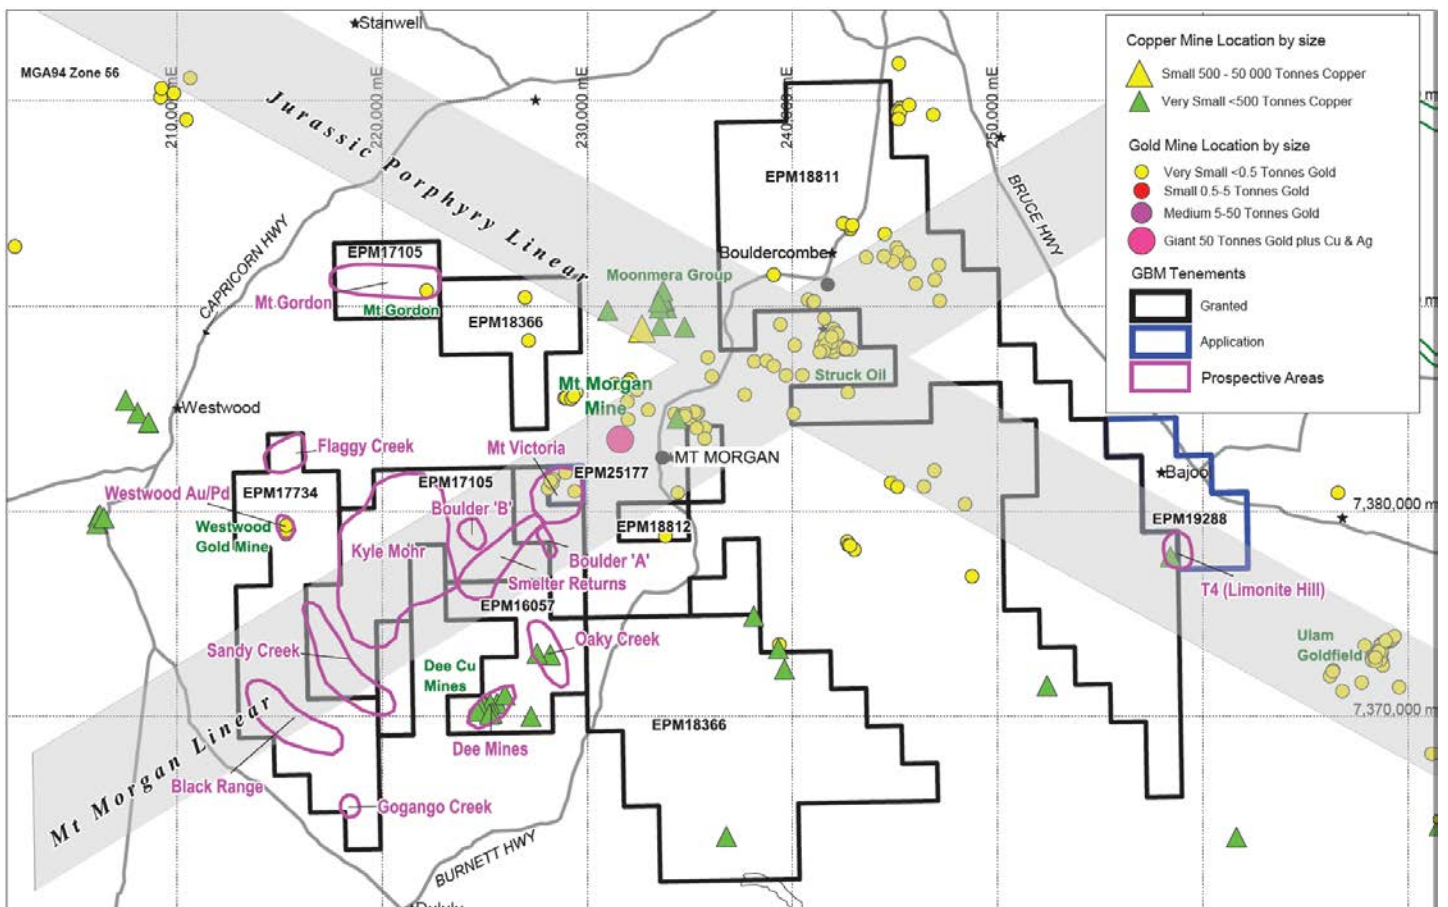 Stanwell
MGA94 Zone 56
210,000 mE
220,000 mE
230,000 mE
240,000 mE
250,000 mE
Jurassic Porphyry Linear
CAPRICORN HWY
BRUCE HWY
Copper Mine Location by size
Small 500 - 50 000 Tonnes Copper
Very Small <500 Tonnes Copper
Gold Mine Location by size
Very Small <0.5 Tonnes Gold
Small 0.5-5 Tonnes Gold
Medium 5-50 Tonnes Gold
Giant 50 Tonnes Gold plus Cu & Ag
GBM Tenements
Granted
Application
Prospective Areas
EPM18811
Bouldercombe
EPM17105
Mt Gordon
Mt Gordon
Moonmera Group
EPM18366
Struck Oil
Mt Morgan
Mine
Westwood
Flaggy Creek
Mt Victoria
MT MORGAN
EPM25177
Bajool
Westwood Au/Pd
EPM17734
EPM17105
Boulder 'B'
7,380,000 m
Westwood
Gold Mine
Kyle Mohr
EPM18812
EPM19288
Boulder 'A'
Smelter Returns
T4 (Limonite Hill)
EPM16057
Sandy Creek
Oaky Creek
Ulam
Goldfield
Dee Cu
Mines
7,370,000 m
EPM18366
Dee Mines
Mt Morgan Linear
Black Range
Gogango Creek
BURNETT HWY